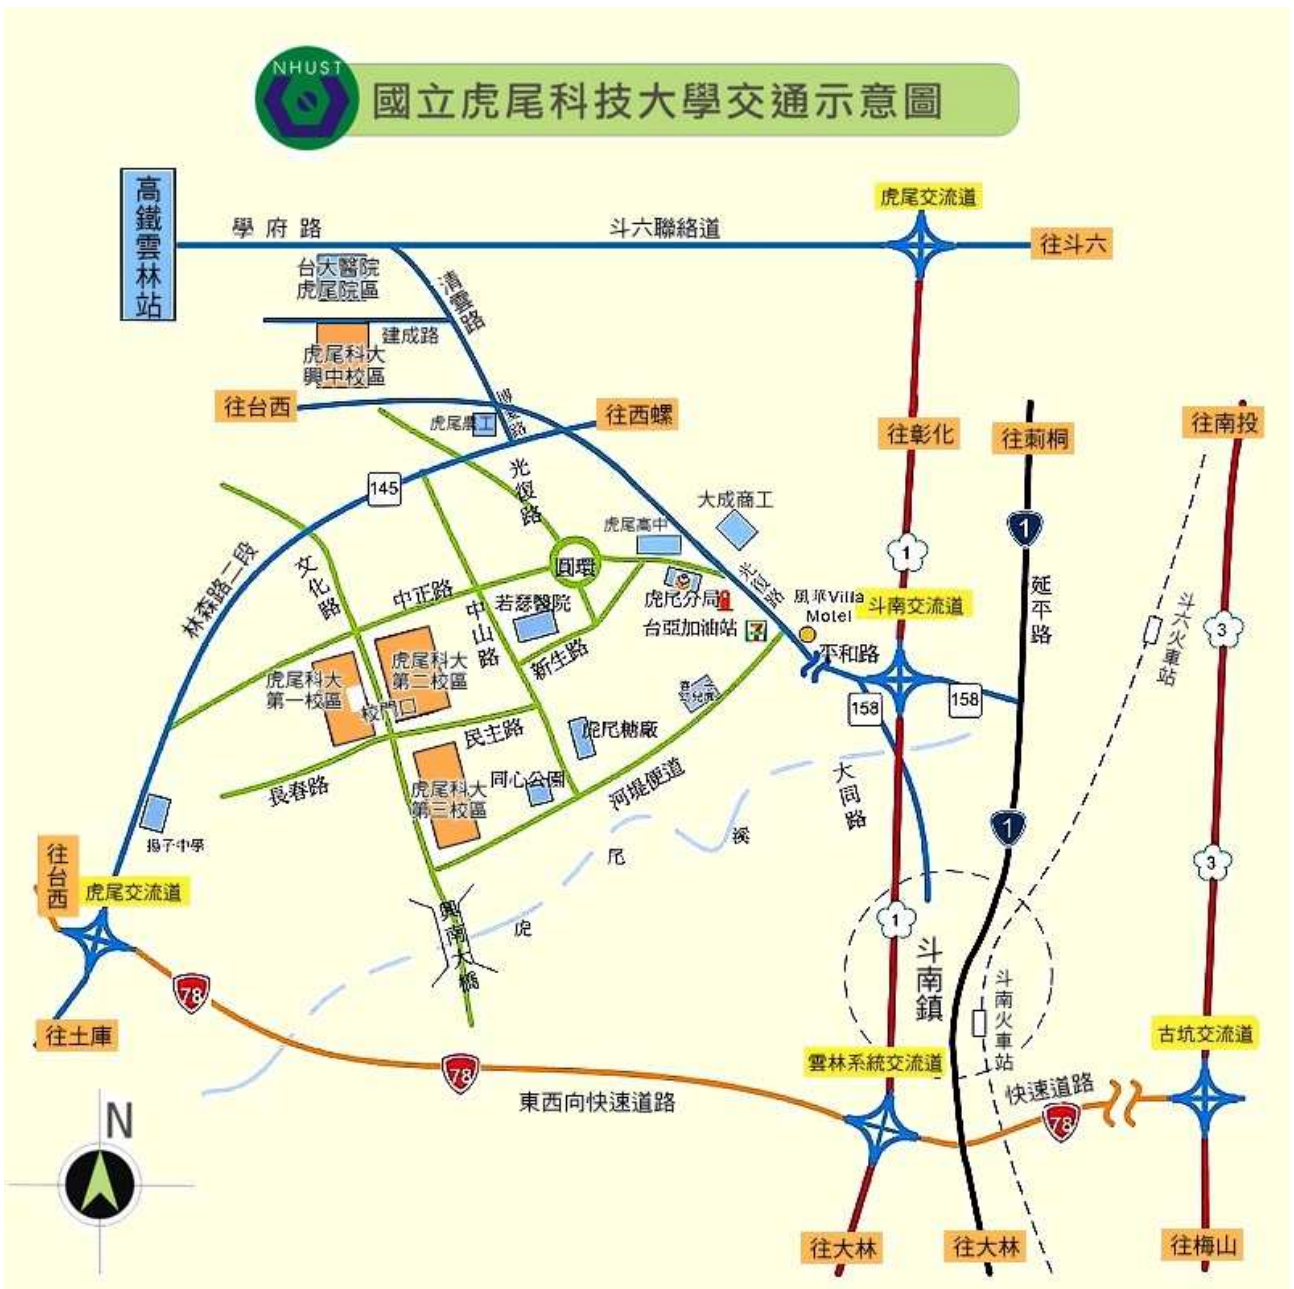 NHUST
國立虎尾科技大學交通示意圖
高鐵雲林站
學府路
斗六聯絡道
虎尾交流道
往斗六
台大醫院
虎尾院區
清雲路
建成路
虎尾科大
興中校區
往台西
虎尾農工
往西螺
往彰化
往莿桐
往南投
145
光復路
大成商工
虎尾高中
1
1
林森路二段
文化路
中正路
中山路
圓環
若瑟醫院
虎尾分局
光復路
風華Villa
Motel
斗南交流道
延平路
斗六火車站
3
台亞加油站
7
平和路
新生路
虎尾科大
第一校區
虎尾科大
第二校區
校門口
158
158
民主路
虎尾糖廠
長春路
虎尾科大
第三校區
同心公園
河堤便道
大同路
1
3
揚子中學
溪
尾
虎
往台西
虎尾交流道
興南大橋
1
斗南鎮
斗南火車站
78
往土庫
78
東西向快速道路
雲林系統交流道
快速道路
78
古坑交流道
N
往大林
往大林
往梅山